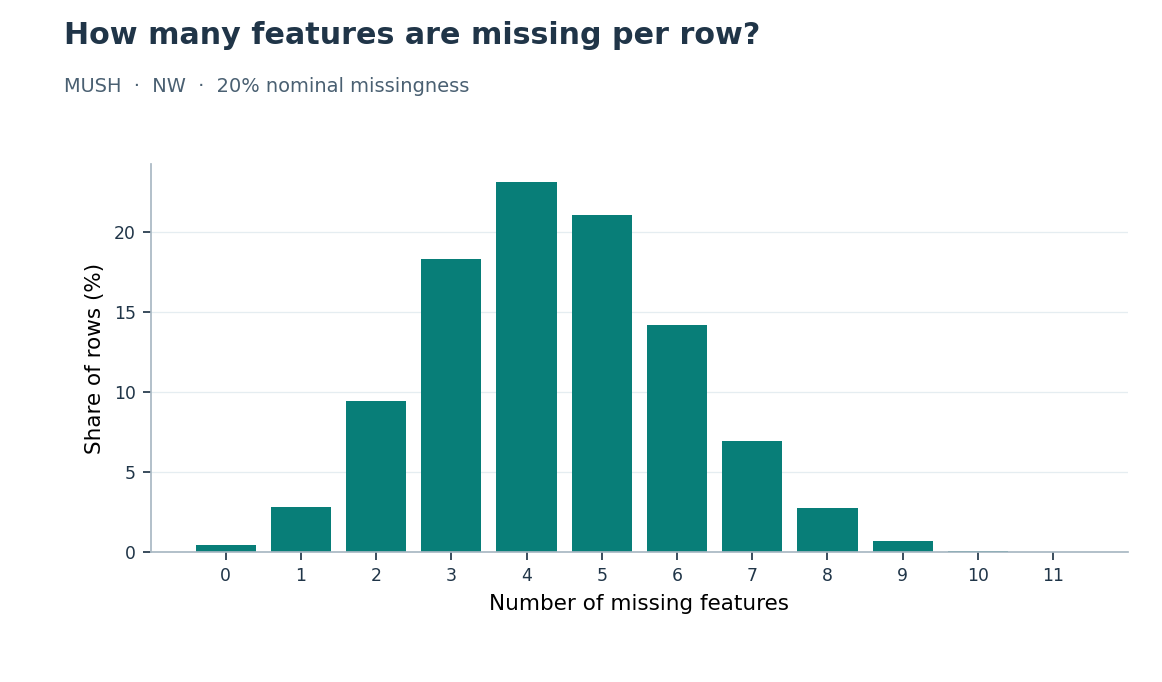 How many features are missing per row?
MUSH · NW · 20% nominal missingness
Share of rows (%)
20
15
10
5
0
0 1 2 3 4 5 6 7 8 9 10 11
Number of missing features